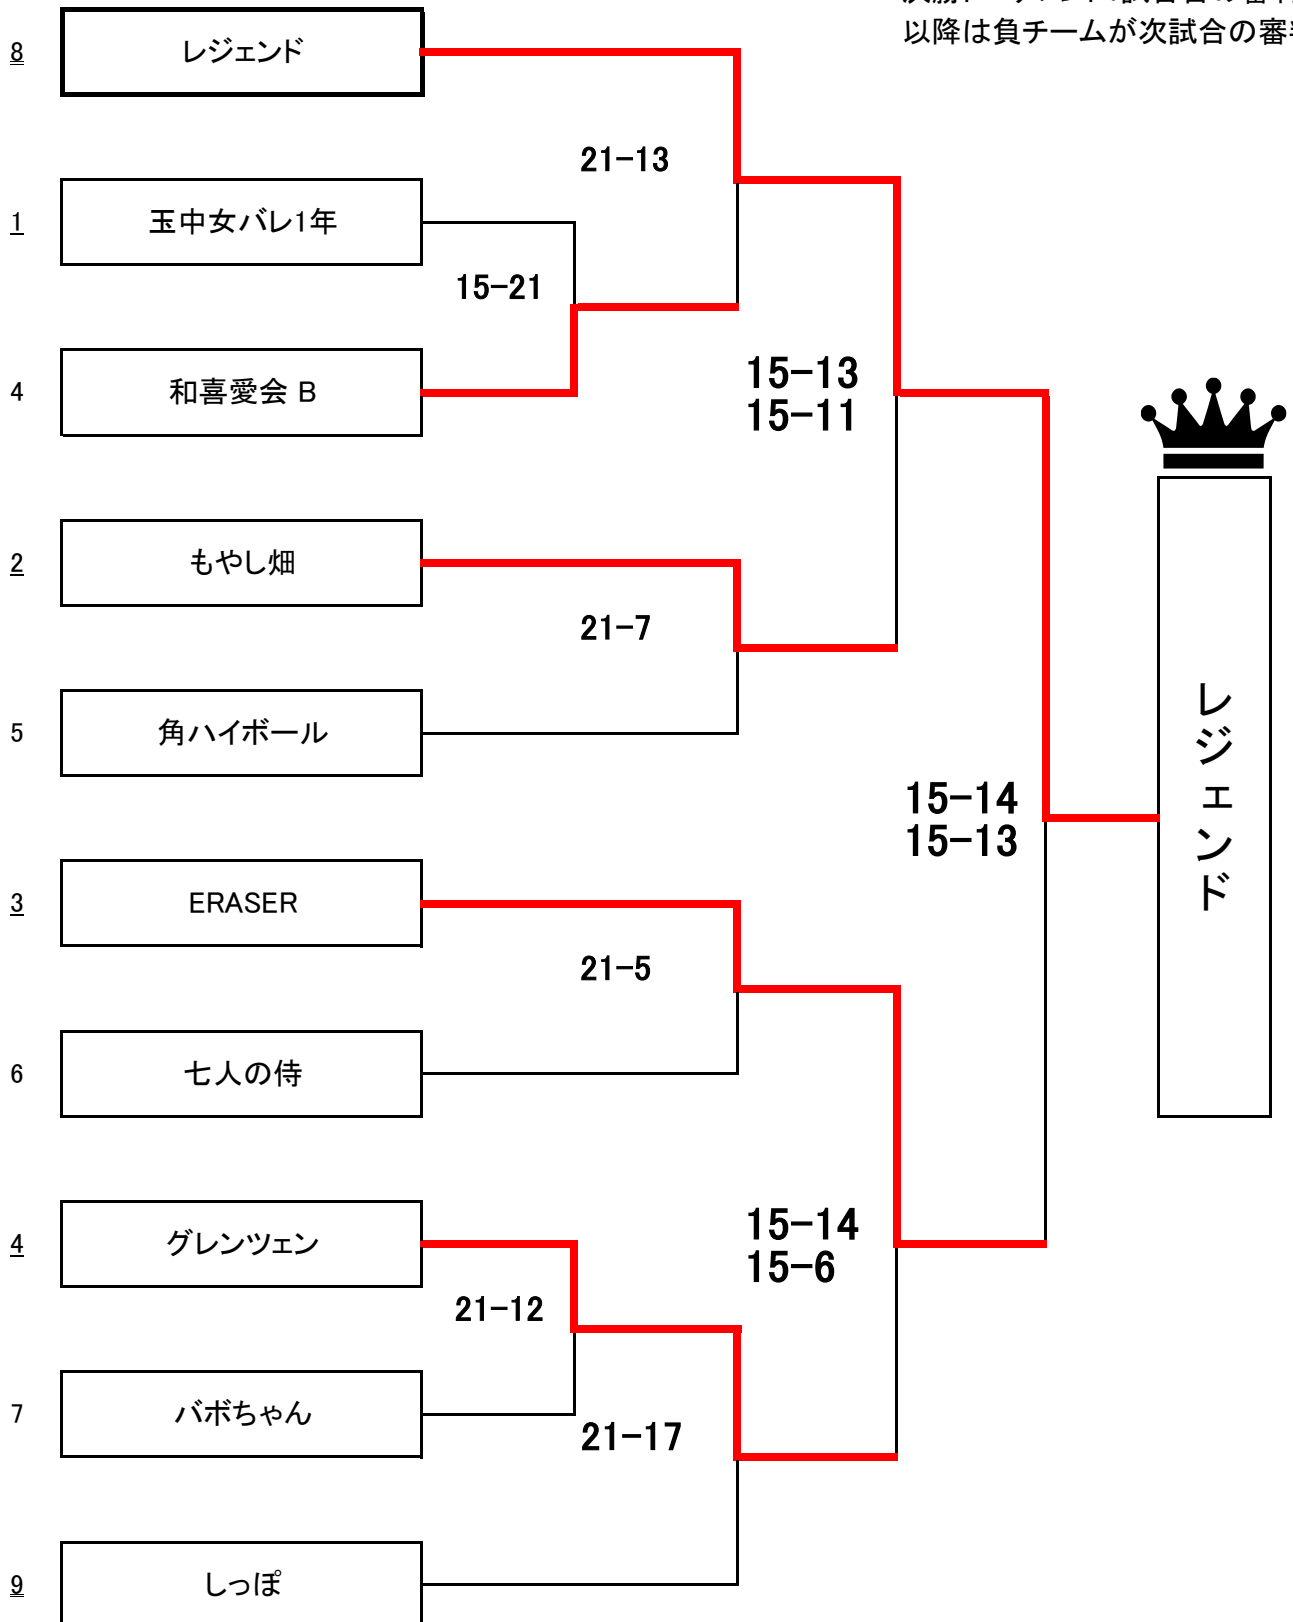 以降は負チームが次試合の審
8
レジェンド
21-13
1
玉中女バレ1年
15-21
4
和喜愛会 B
15-13
15-11
2
もやし畑
21-7
5
角ハイボール
レジェンド
15-14
15-13
3
ERASER
21-5
6
七人の侍
4
グレンツェン
15-14
15-6
21-12
7
バボちゃん
21-17
9
しっぽ